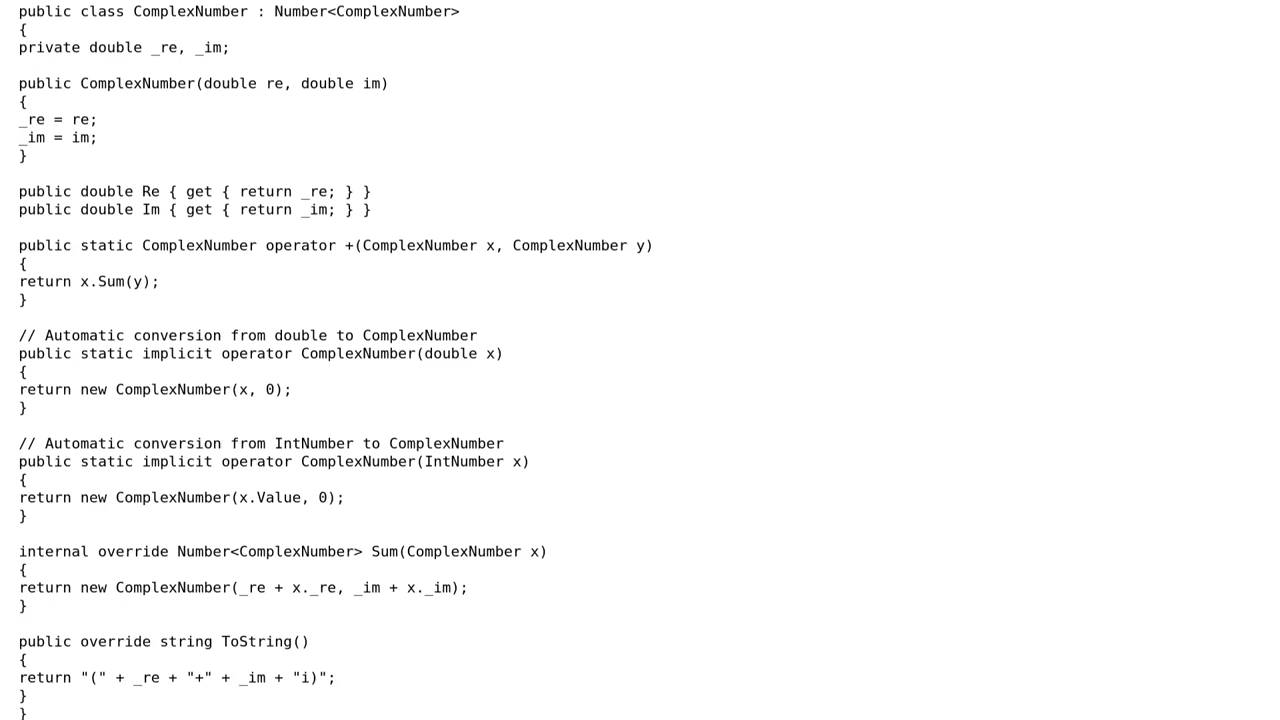 public class ComplexNumber : Number<ComplexNumber>
{
private double _re, _im;

public ComplexNumber(double re, double im)
{
_re = re;
_im = im;
}

public double Re { get { return _re; } }
public double Im { get { return _im; } }

public static ComplexNumber operator +(ComplexNumber x, ComplexNumber y)
{
return x.Sum(y);
}

// Automatic conversion from double to ComplexNumber
public static implicit operator ComplexNumber(double x)
{
return new ComplexNumber(x, 0);
}

// Automatic conversion from IntNumber to ComplexNumber
public static implicit operator ComplexNumber(IntNumber x)
{
return new ComplexNumber(x.Value, 0);
}

internal override Number<ComplexNumber> Sum(ComplexNumber x)
{
return new ComplexNumber(_re + x._re, _im + x._im);
}

public override string ToString()
{
return "(" + _re + "+" + _im + "i)";
}
}